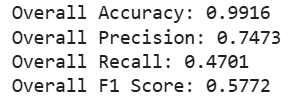 Overall Accuracy: 0.9916
Overall Precision: 0.7473
Overall Recall: 0.4701
Overall F1 Score: 0.5772